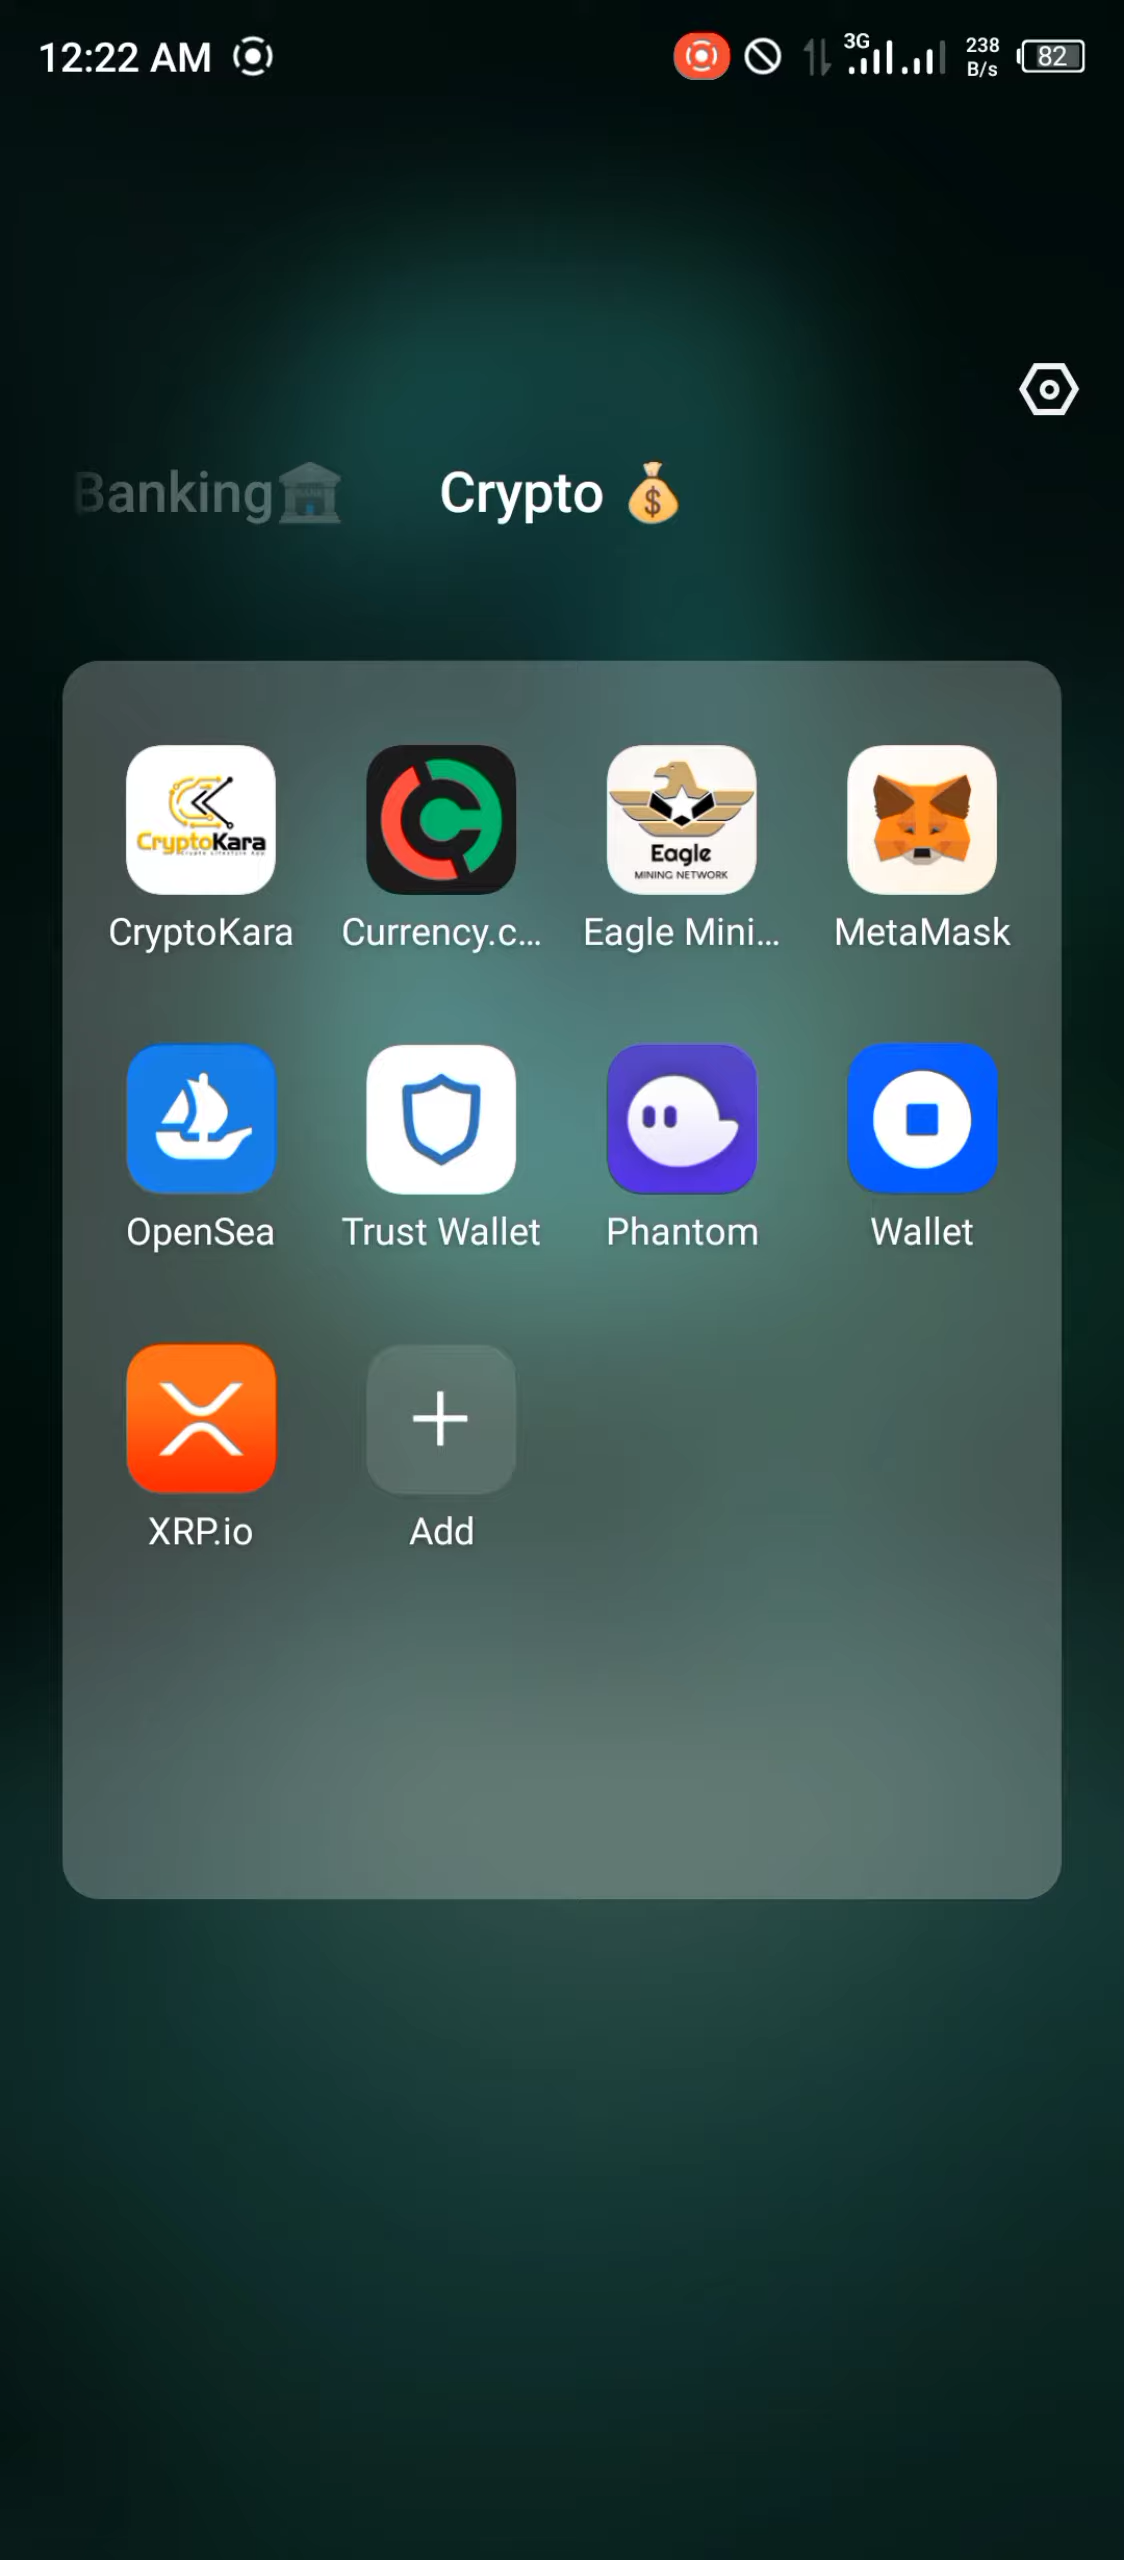 12:22 AM
3G
238
B/s
82
Banking
Crypto
CryptoKara
Eagle
MINING NETWORK
CryptoKara
Currency.c...
Eagle Mini...
MetaMask
OpenSea
Trust Wallet
Phantom
Wallet
XRP.io
Add